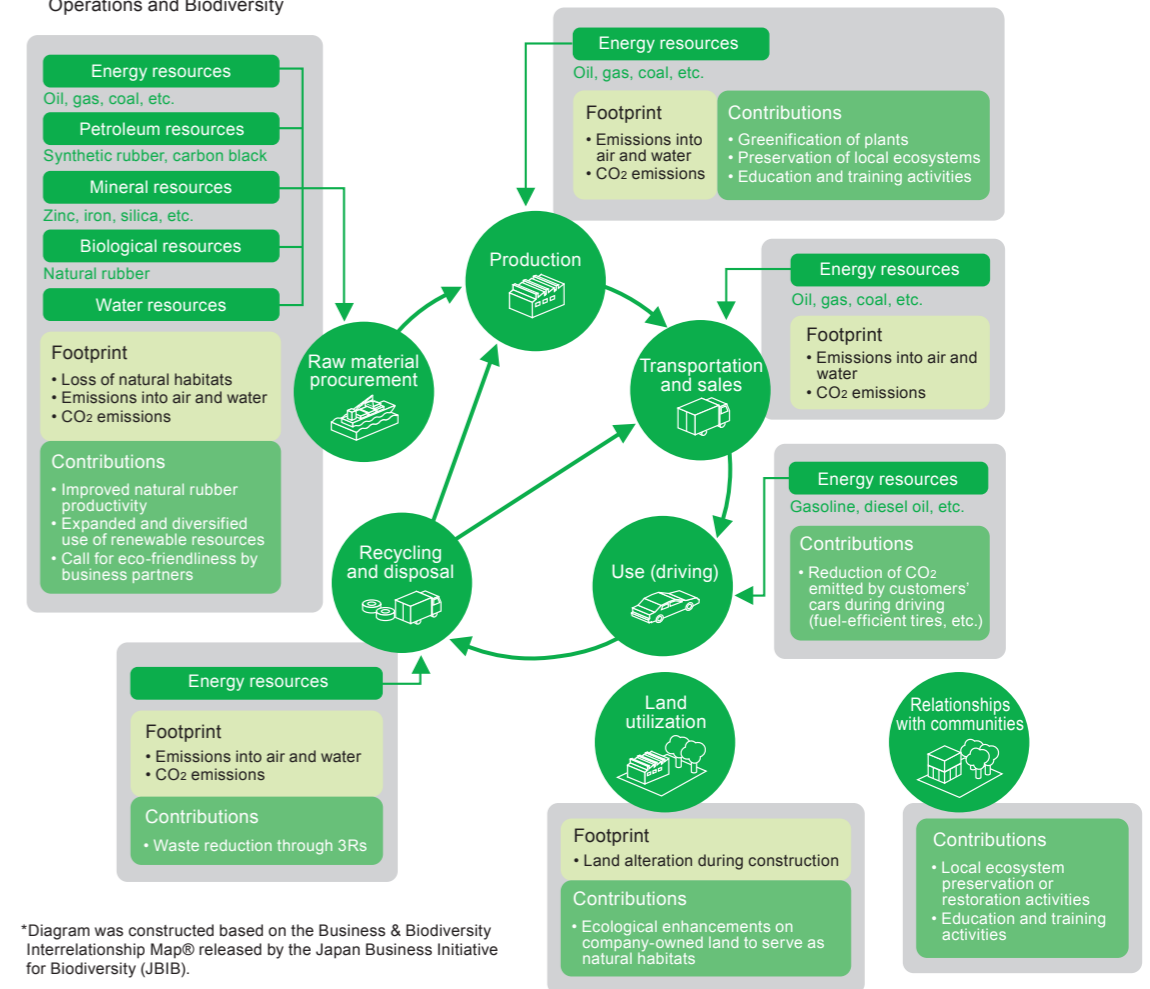 Operations and Biodiversity
Energy resources
Oil, gas, coal, etc.
Petroleum resources
Synthetic rubber, carbon black
Mineral resources
Zinc, iron, silica, etc.
Biological resources
Natural rubber
Water resources
Footprint
• Loss of natural habitats
• Emissions into air and water
• CO2 emissions
Contributions
• Improved natural rubber
productivity
• Expanded and diversified
use of renewable resources
• Call for eco-friendliness by
business partners
Raw material
procurement
Energy resources
Oil, gas, coal, etc.
Footprint
• Emissions into
air and water
• CO2 emissions
Contributions
• Greenification of plants
• Preservation of local ecosystems
• Education and training activities
Production
Energy resources
Oil, gas, coal, etc.
Footprint
• Emissions into air and
water
• CO2 emissions
Transportation
and sales
Energy resources
Gasoline, diesel oil, etc.
Contributions
• Reduction of CO2
emitted by customers’
cars during driving
(fuel-efficient tires, etc.)
Use (driving)
Recycling
and disposal
Energy resources
Footprint
• Emissions into air and water
• CO2 emissions
Contributions
• Waste reduction through 3Rs
Land
utilization
Footprint
• Land alteration during construction
Contributions
• Ecological enhancements on
company-owned land to serve as
natural habitats
Relationships
with communities
Contributions
• Local ecosystem
preservation or
restoration activities
• Education and training
activities
*Diagram was constructed based on the Business & Biodiversity
Interrelationship Map® released by the Japan Business Initiative
for Biodiversity (JBIB).